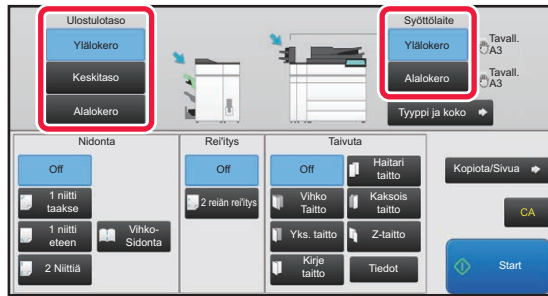 Ulostulotaso
Ylälokero
Keskitaso
Alalokero
Syöttölaite
Ylälokero
Alalokero
Tavall.
A3
Tavall.
A3
Tyyppi ja koko
Nidonta
Off
1 niitti
taakse
1 niitti
eteen
2 Niittiä
Vihko-
Sidonta
Rei'itys
Off
2 reiän rei'itys
Taivuta
Off
Haitari
taitto
Vihko
Taitto
Kaksois
taitto
Yks. taitto
Z-taitto
Kirje
taitto
Tiedot
Kopiota/Sivua
CA
Start